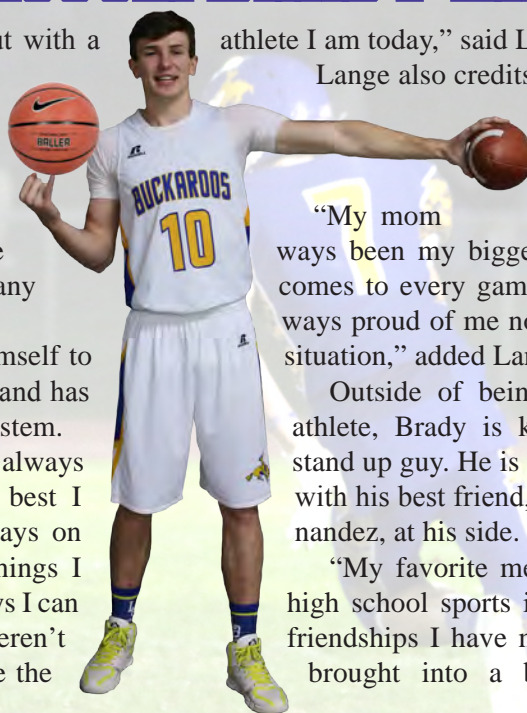 ut with a
any
mself to
and has
stem.
always
best I
ays on
nings I
ys I can
eren't
e the
athlete I am today,” said L
Lange also credits
“My mom
ways been my bigge
comes to every gam
ways proud of me no
situation,” added Lan
Outside of bein
athlete, Brady is k
stand up guy. He is
with his best friend,
nandez, at his side.
“My favorite me
high school sports i
friendships I have m
brought into a b
BALLER
BUCKAROOS
10
7